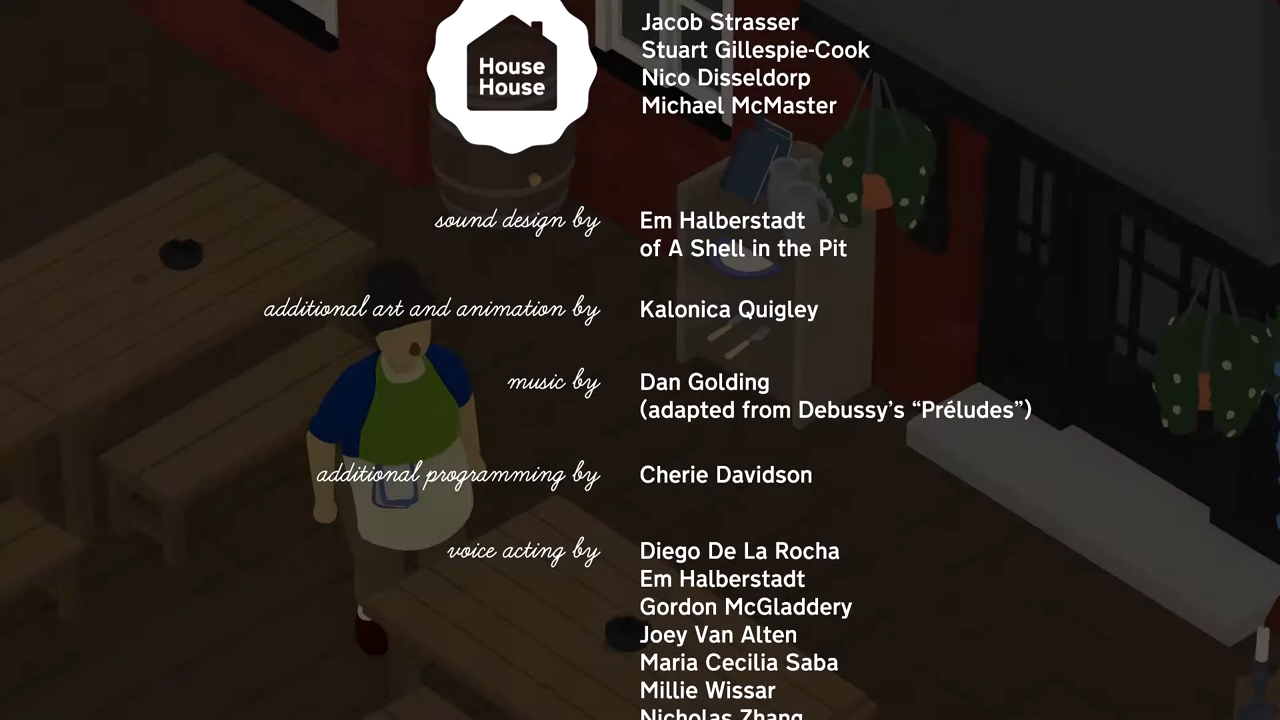 House
House
Jacob Strasser
Stuart Gillespie-Cook
Nico Disseldorp
Michael McMaster
sound design by
Em Halberstadt
of A Shell in the Pit
additional art and animation by
Kalonica Quigley
music by
Dan Golding
(adapted from Debussy’s “Préludes”)
additional programming by
Cherie Davidson
voice acting by
Diego De La Rocha
Em Halberstadt
Gordon McGladdery
Joey Van Alten
Maria Cecilia Saba
Millie Wissar
Nicholas Zhang